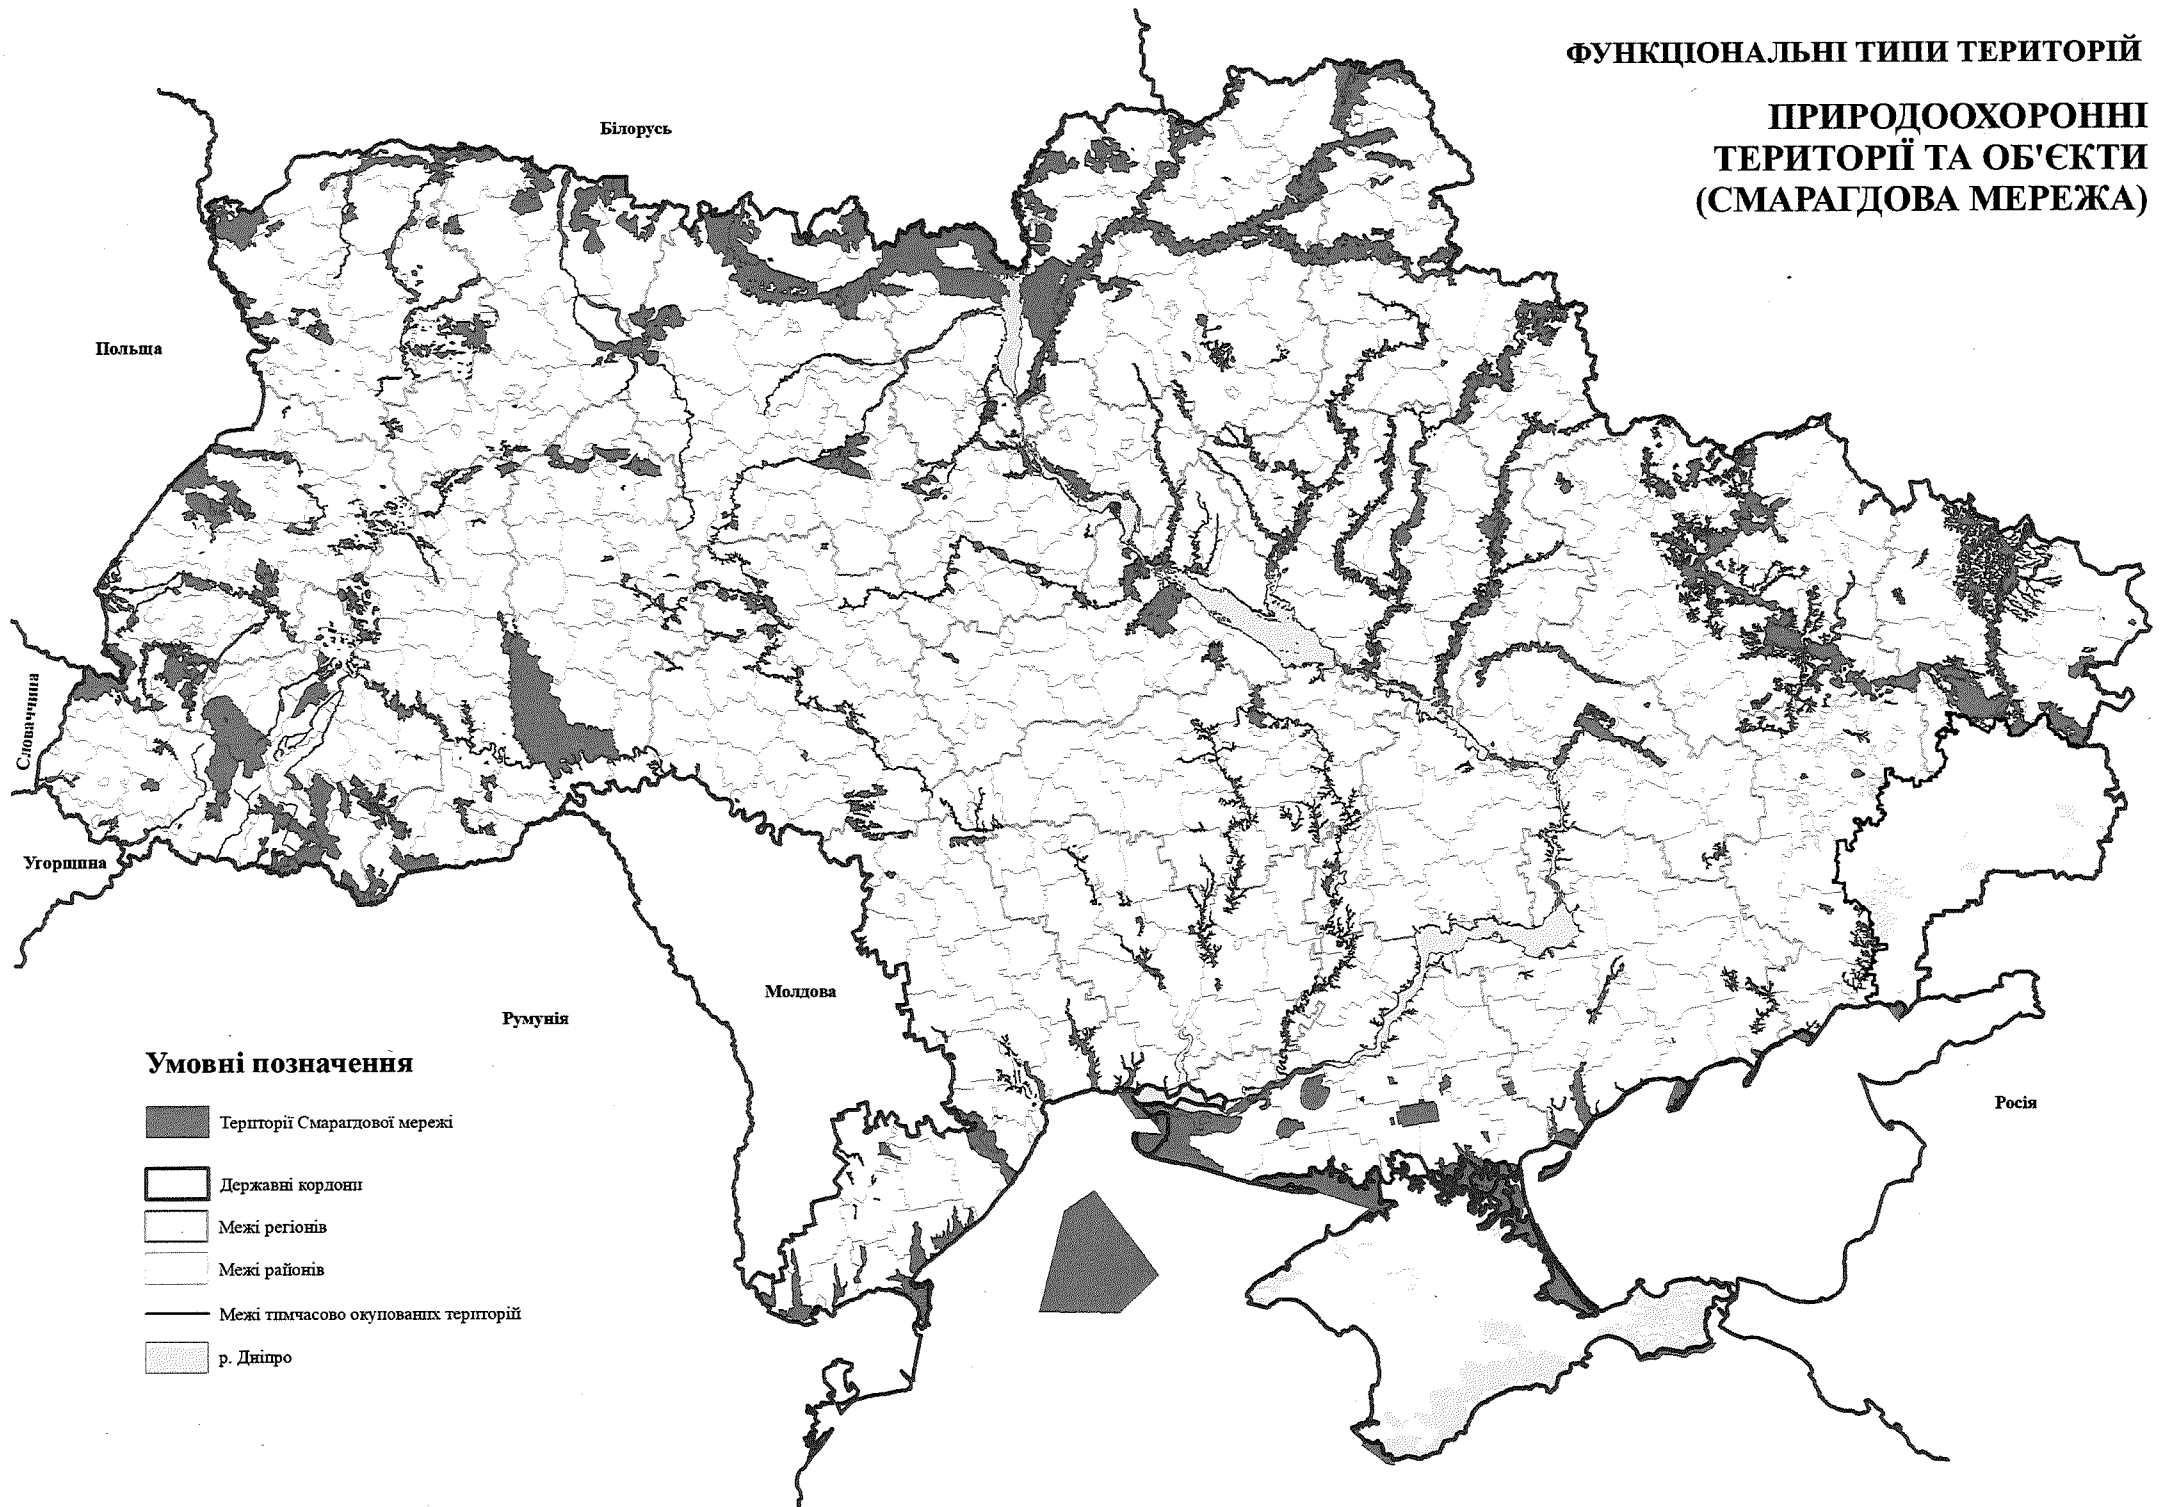 ФУНКЦІОНАЛЬНІ ТИПИ ТЕРИТОРІЙ
ПРИРОДООХОРОННІ
ТЕРИТОРІЇ ТА ОБ'ЄКТИ
(СМАРАГДОВА МЕРЕЖА)
Білорусь
Польща
Словаччина
Угорщина
Румунія
Молдова
Росія
Умовні позначення
Території Смарагдової мережі
Державні кордони
Межі регіонів
Межі районів
Межі тимчасово окупованих територій
р. Дніпро